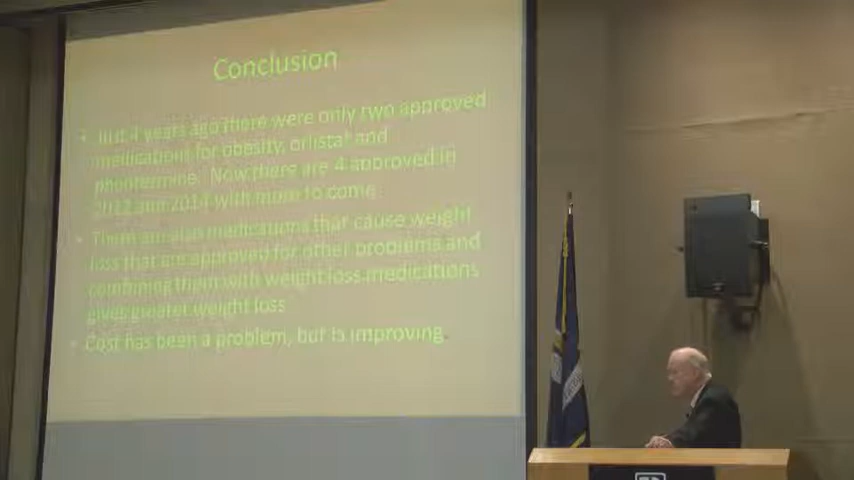 Conclusion
• Just 4 years ago there were only two approved
medications for obesity, orlistat and
phentermine. Now there are 4 approved in
2012 and 2014 with more to come
• There are also medications that cause weight
loss that are approved for other problems and
combining them with weight loss medications
gives greater weight loss
• Cost has been a problem, but is improving.